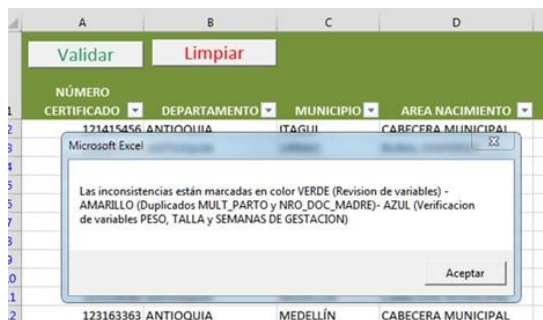 A B C D
Validar Limpiar
NÚMERO
1 CERTIFICADO DEPARTAMENTO MUNICIPIO AREA NACIMIENTO
2 121415456 ANTIOQUIA ITAGUI CABECERA MUNICIPAL
Microsoft Excel
Las inconsistencias están marcadas en color VERDE (Revision de variables) -
AMARILLO (Duplicados MULT_PARTO y NRO_DOC_MADRE)- AZUL (Verificacion
de variables PESO, TALLA y SEMANAS DE GESTACION)
Aceptar
123163363 ANTIOQUIA MEDELLÍN CABECERA MUNICIPAL